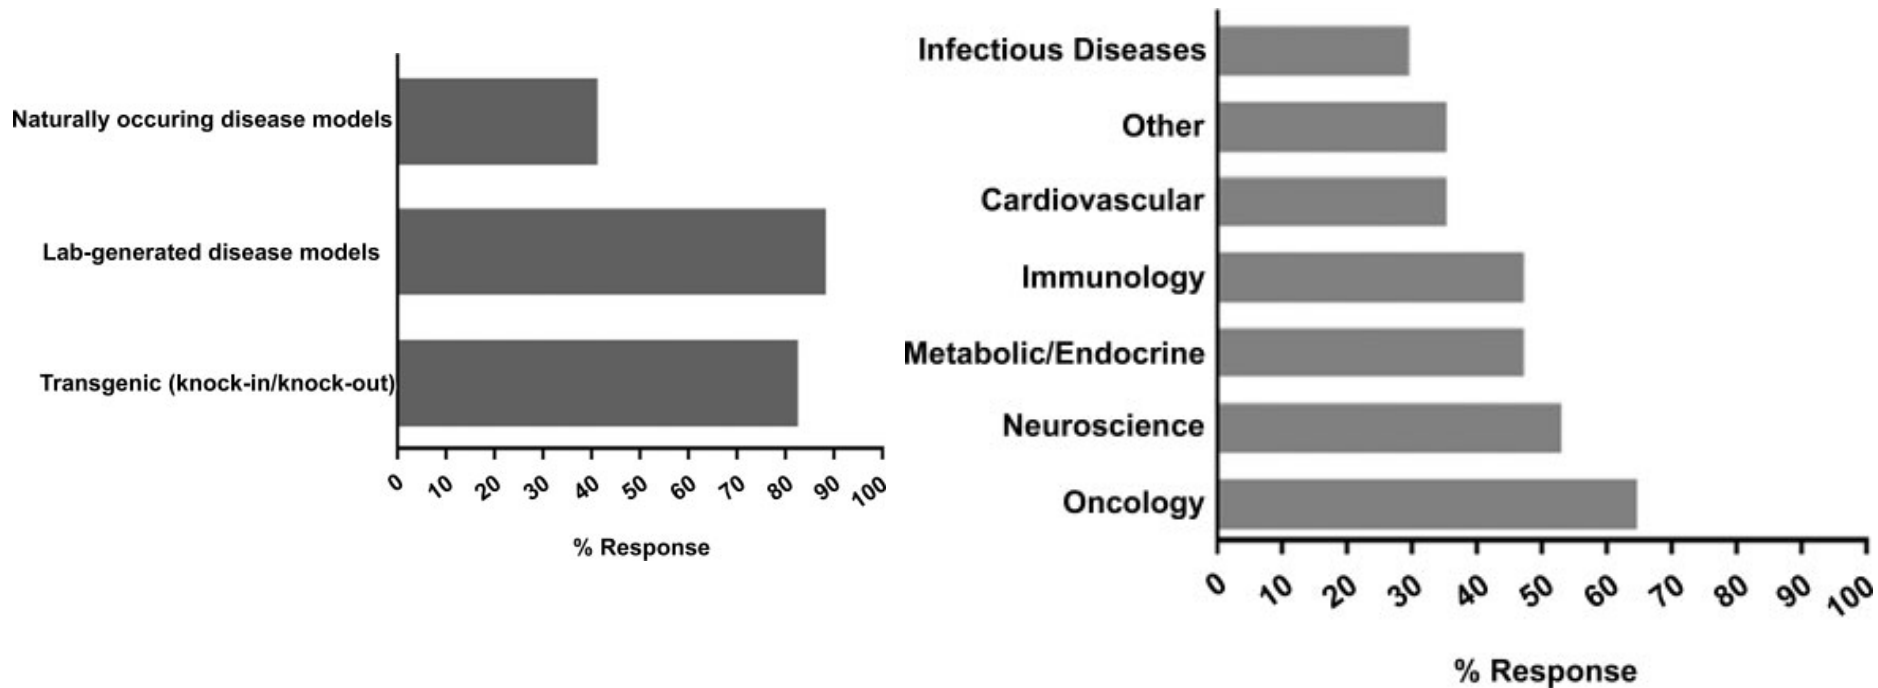 Naturally occuring disease models
Lab-generated disease models
Transgenic (knock-in/knock-out)
0 10 20 30 40 50 60 70 80 90 100
% Response
Infectious Diseases
Other
Cardiovascular
Immunology
Metabolic/Endocrine
Neuroscience
Oncology
0 10 20 30 40 50 60 70 80 90 100
% Response